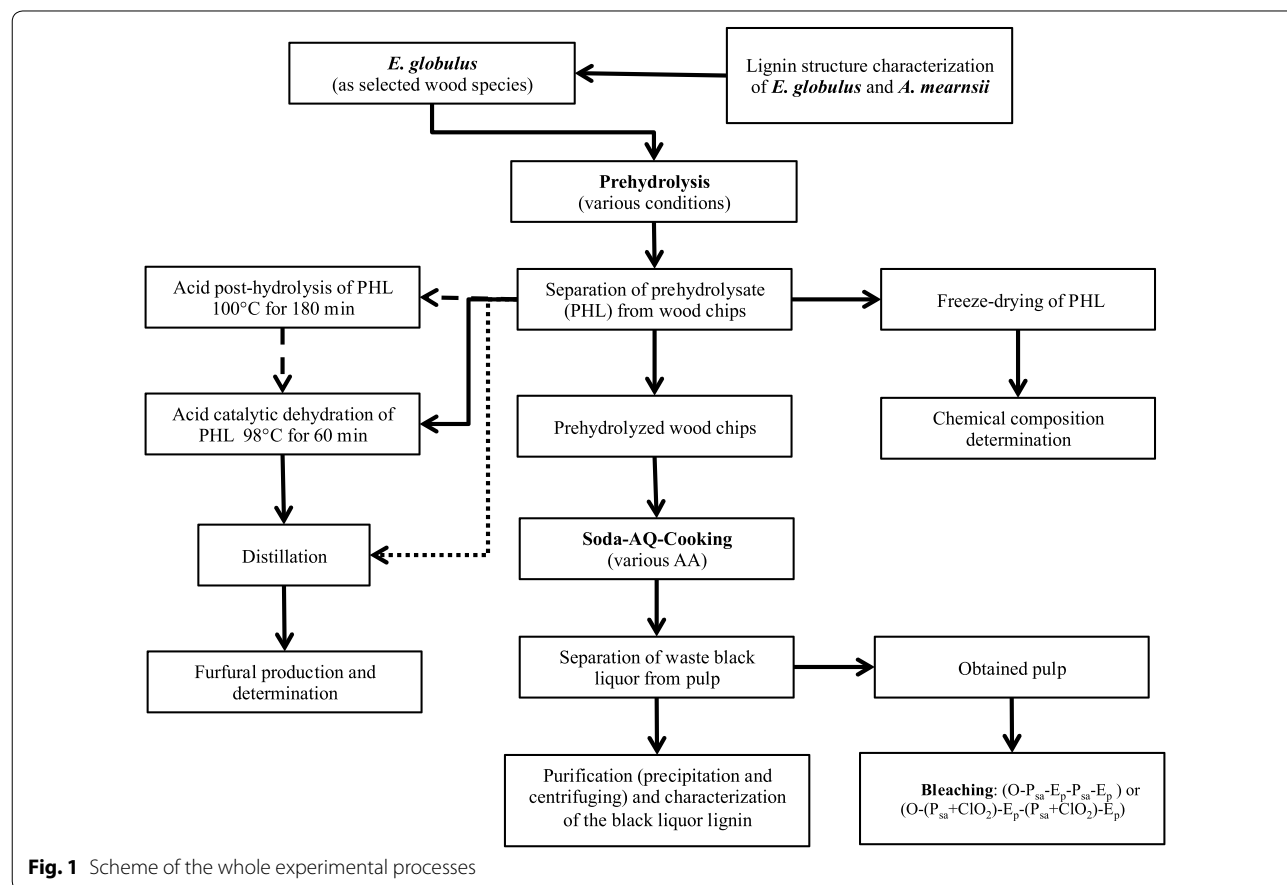 E. globulus
(as selected wood species)
Lignin structure characterization
of E. globulus and A. mearnsii
Prehydrolysis
(various conditions)
Acid post-hydrolysis of PHL
100°C for 180 min
Separation of prehydrolysate
(PHL) from wood chips
Freeze-drying of PHL
Acid catalytic dehydration of
PHL 98°C for 60 min
Prehydrolyzed wood chips
Chemical composition
determination
Distillation
Soda-AQ-Cooking
(various AA)
Furfural production and
determination
Separation of waste black
liquor from pulp
Obtained pulp
Purification (precipitation and
centrifuging) and characterization
of the black liquor lignin
Bleaching: (O-Psa-Ep-Psa-Ep ) or
(O-(Psa+ClO2)-Ep-(Psa+ClO2)-Ep)
Fig. 1 Scheme of the whole experimental processes